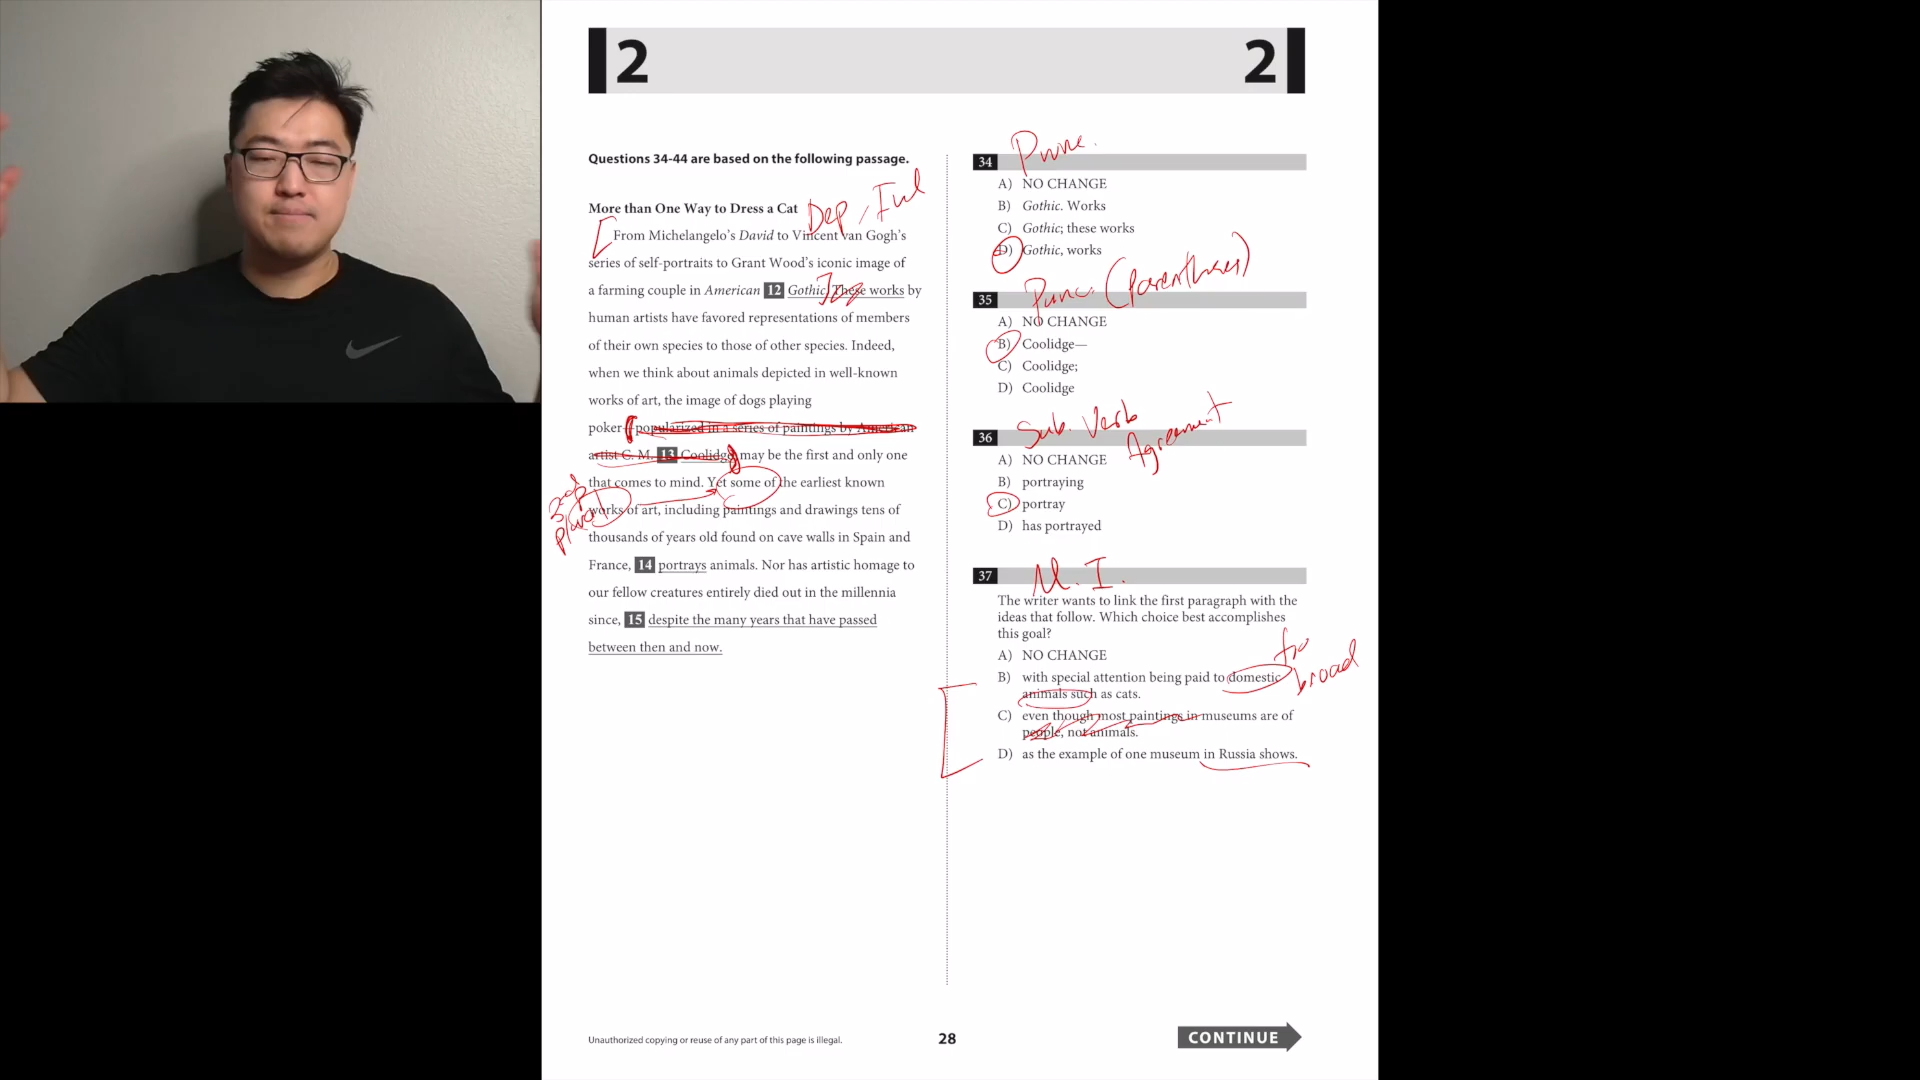 2 2
Questions 34-44 are based on the following passage.
More than One Way to Dress a Cat
Dep, Ind
From Michelangelo’s David to Vincent van Gogh’s
series of self-portraits to Grant Wood’s iconic image of
a farming couple in American 12 Gothic. These works by
human artists have favored representations of members
of their own species to those of other species. Indeed,
when we think about animals depicted in well-known
works of art, the image of dogs playing
poker—popularized in a series of paintings by American
artist C. M. 13 Coolidge, may be the first and only one
that comes to mind. Yet some of the earliest known
works of art, including paintings and drawings tens of
thousands of years old found on cave walls in Spain and
France, 14 portrays animals. Nor has artistic homage to
our fellow creatures entirely died out in the millennia
since, 15 despite the many years that have passed
between then and now.
plural
34 Punc.
A) NO CHANGE
B) Gothic. Works
C) Gothic; these works
D) Gothic, works
35 Punc. (Parentheses)
A) NO CHANGE
B) Coolidge—
C) Coolidge;
D) Coolidge
36 Sub. Verb
Agreement
A) NO CHANGE
B) portraying
C) portray
D) has portrayed
37 M. I.
The writer wants to link the first paragraph with the
ideas that follow. Which choice best accomplishes
this goal?
A) NO CHANGE
B) with special attention being paid to domestic
animals such as cats.
too
broad
C) even though most paintings in museums are of
people, not animals.
D) as the example of one museum in Russia shows.
Unauthorized copying or reuse of any part of this page is illegal.
28
CONTINUE